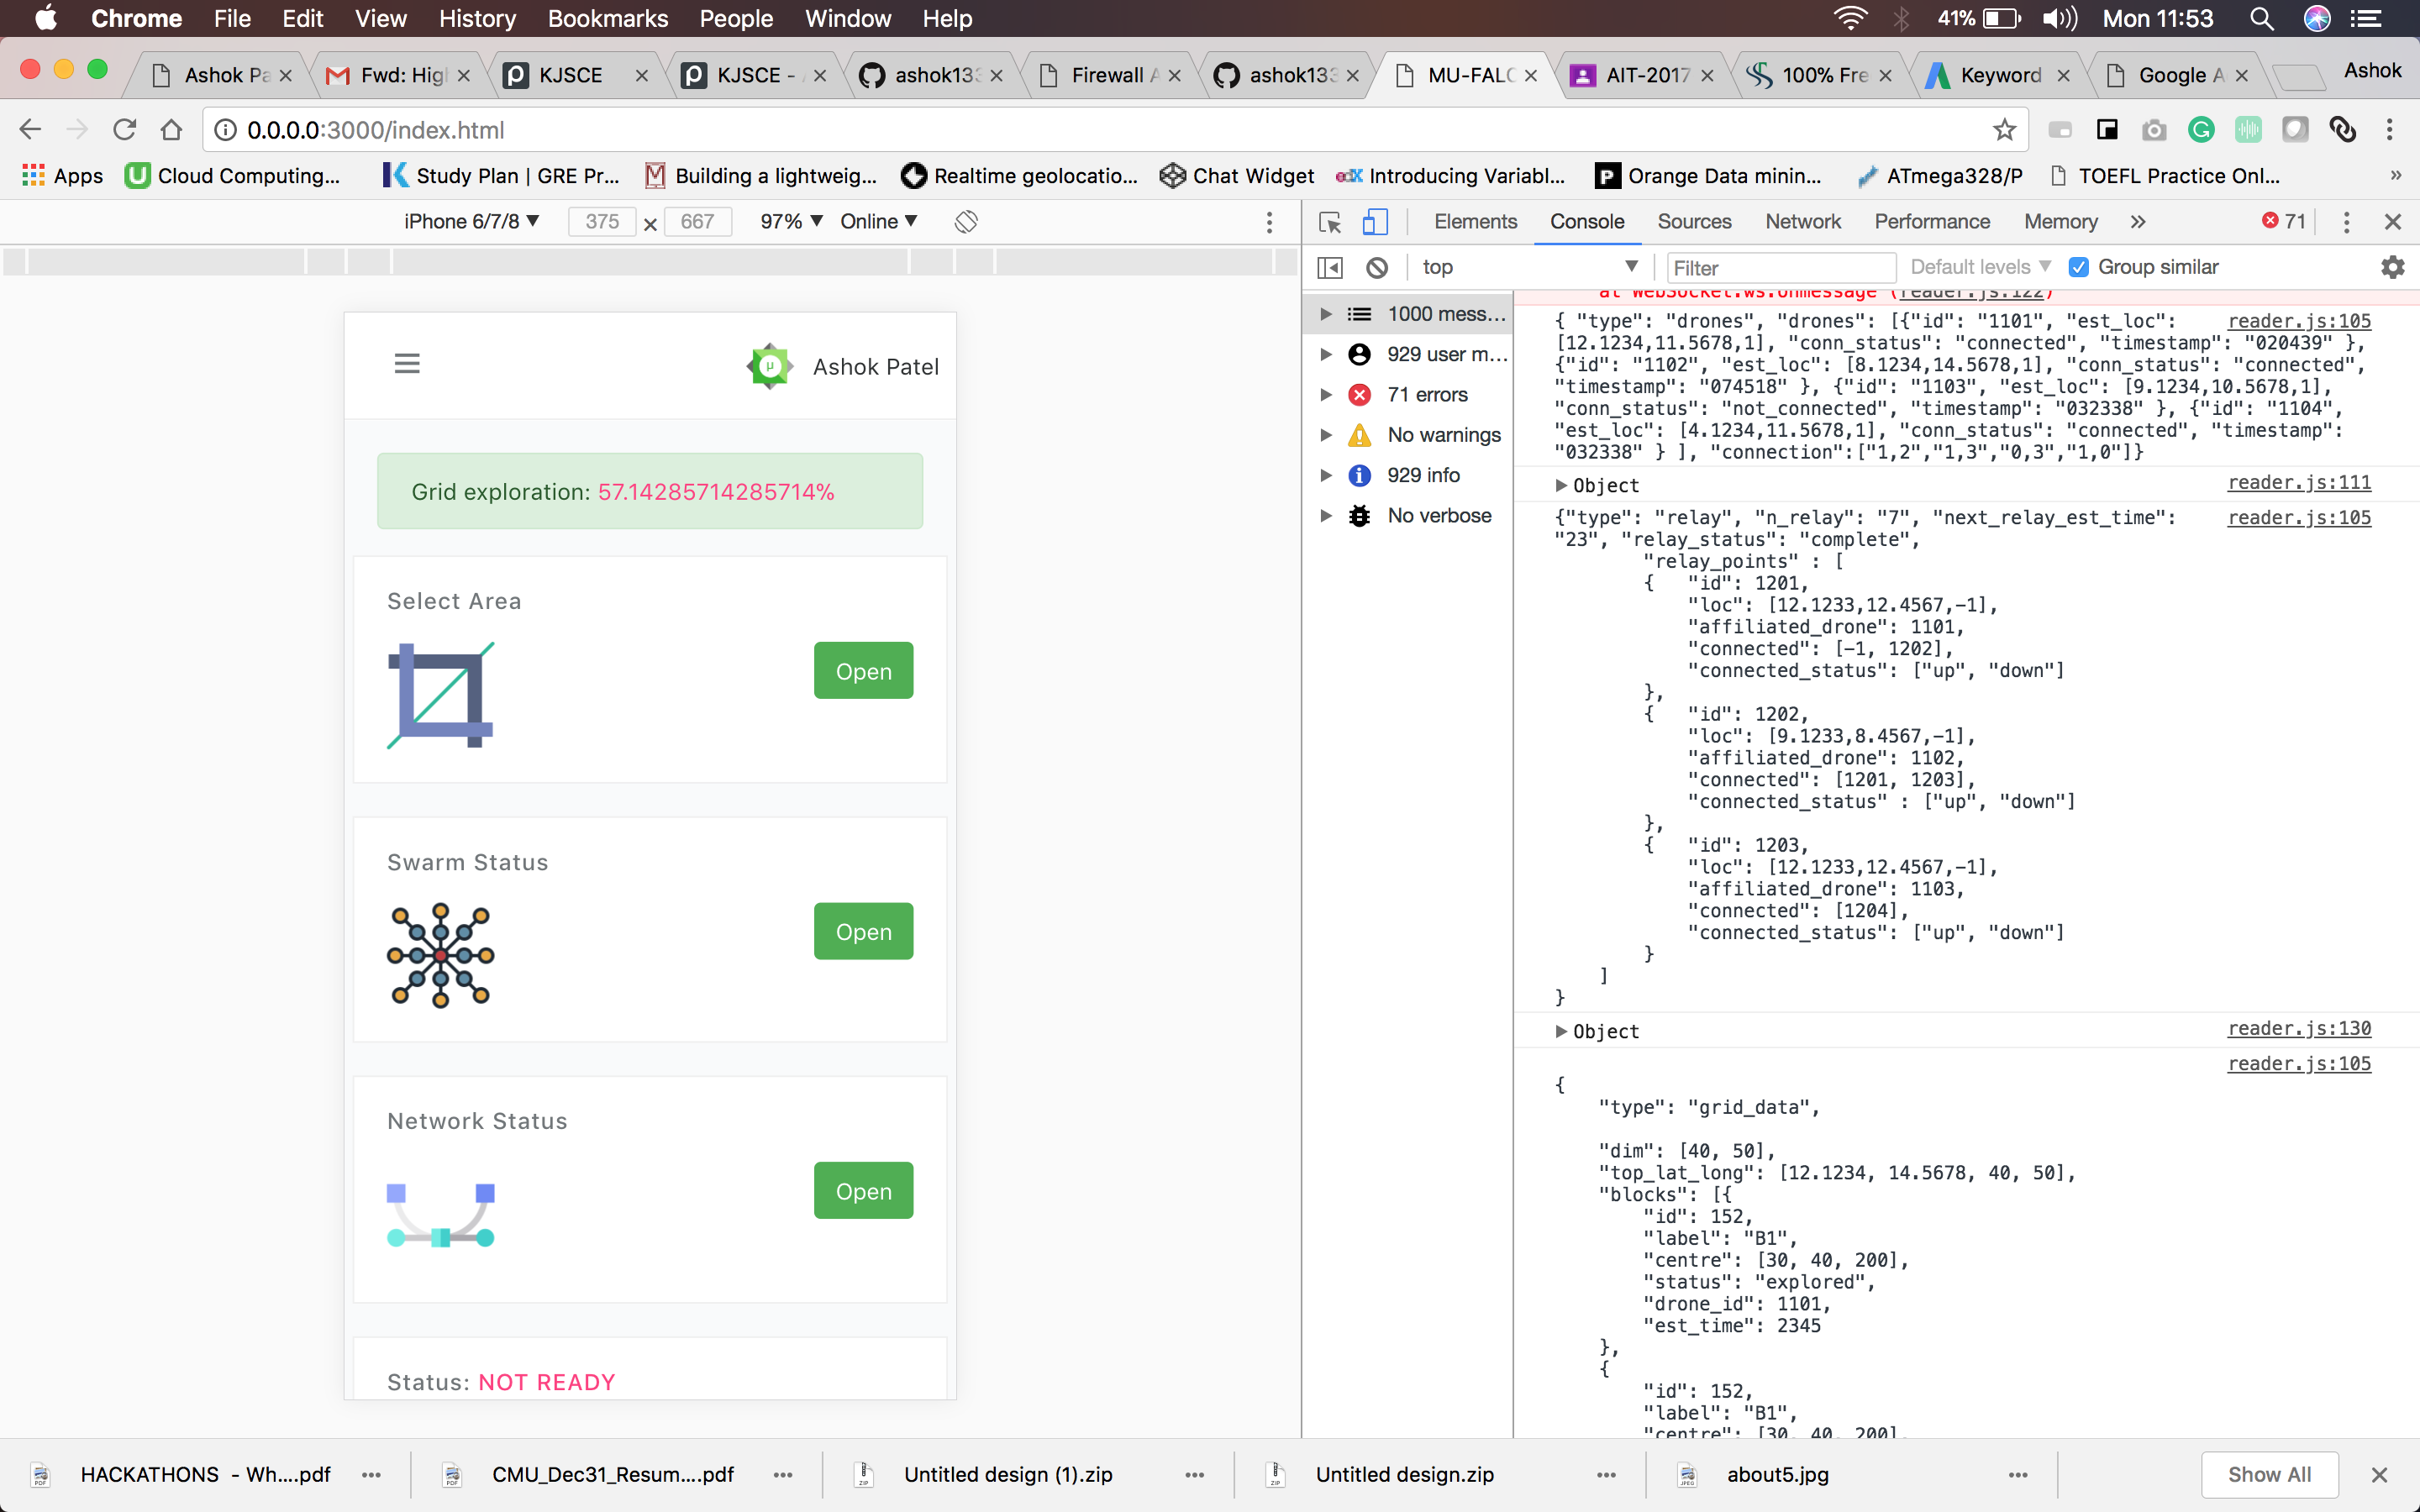 Chrome File Edit View History Bookmarks People Window Help 41% Mon 11:53
Ashok Pa Fwd: High KJSCE KJSCE - ashok133 Firewall A ashok133 MU-FALC AIT-2017 100% Fre Keyword Google A Ashok
0.0.0.0:3000/index.html
Apps Cloud Computing... Study Plan | GRE Pr... Building a lightweig... Realtime geolocatio... Chat Widget Introducing Variabl... Orange Data minin... ATmega328/P TOEFL Practice Onl... »
iPhone 6/7/8 375 x 667 97% Online
Elements Console Sources Network Performance Memory » 71
top Filter Default levels Group similar
Ashok Patel
Grid exploration: 57.14285714285714%
Select Area
Open
Swarm Status
Open
Network Status
Open
Status: NOT READY
1000 mess...
929 user m...
71 errors
No warnings
929 info
No verbose
at WebSocket.ws.onmessage (reader.js:122)
{ "type": "drones", "drones": [{"id": "1101", "est_loc": reader.js:105
[12.1234,11.5678,1], "conn_status": "connected", "timestamp": "020439" },
{"id": "1102", "est_loc": [8.1234,14.5678,1], "conn_status": "connected",
"timestamp": "074518" }, {"id": "1103", "est_loc": [9.1234,10.5678,1],
"conn_status": "not_connected", "timestamp": "032338" }, {"id": "1104",
"est_loc": [4.1234,11.5678,1], "conn_status": "connected", "timestamp":
"032338" } ], "connection":["1,2","1,3","0,3","1,0"]}
Object reader.js:111
{"type": "relay", "n_relay": "7", "next_relay_est_time": reader.js:105
"23", "relay_status": "complete",
"relay_points" : [
{ "id": 1201,
"loc": [12.1233,12.4567,-1],
"affiliated_drone": 1101,
"connected": [-1, 1202],
"connected_status": ["up", "down"]
},
{ "id": 1202,
"loc": [9.1233,8.4567,-1],
"affiliated_drone": 1102,
"connected": [1201, 1203],
"connected_status" : ["up", "down"]
},
{ "id": 1203,
"loc": [12.1233,12.4567,-1],
"affiliated_drone": 1103,
"connected": [1204],
"connected_status": ["up", "down"]
}
]
}
Object reader.js:130
reader.js:105
{
"type": "grid_data",
"dim": [40, 50],
"top_lat_long": [12.1234, 14.5678, 40, 50],
"blocks": [{
"id": 152,
"label": "B1",
"centre": [30, 40, 200],
"status": "explored",
"drone_id": 1101,
"est_time": 2345
},
{
"id": 152,
"label": "B1",
"centre": [30, 40, 200],
HACKATHONS - Wh....pdf CMU_Dec31_Resum....pdf Untitled design (1).zip Untitled design.zip about5.jpg Show All